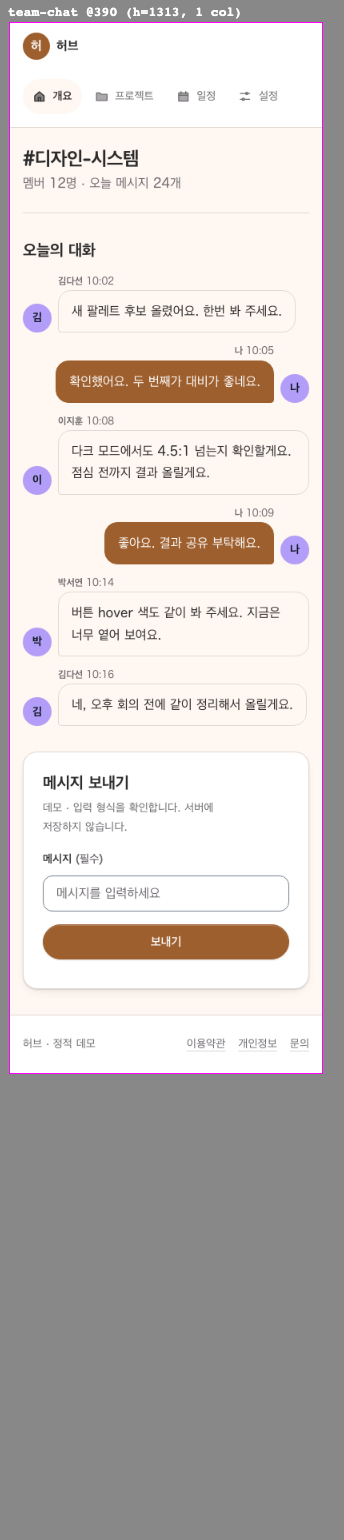 team-chat @390 (h=1313, 1 col)
허 허브
개요 프로젝트 일정 설정
#디자인-시스템
멤버 12명 · 오늘 메시지 24개
오늘의 대화
김다선 10:02
김 새 팔레트 후보 올렸어요. 한번 봐 주세요.
나 10:05
확인했어요. 두 번째가 대비가 좋네요. 나
이지훈 10:08
다크 모드에서도 4.5:1 넘는지 확인할게요.
이 점심 전까지 결과 올릴게요.
나 10:09
좋아요. 결과 공유 부탁해요. 나
박서연 10:14
버튼 hover 색도 같이 봐 주세요. 지금은
박 너무 옅어 보여요.
김다선 10:16
김 네, 오후 회의 전에 같이 정리해서 올릴게요.
메시지 보내기
데모 · 입력 형식을 확인합니다. 서버에
저장하지 않습니다.
메시지 (필수)
메시지를 입력하세요
보내기
허브 · 정적 데모 이용약관 개인정보 문의